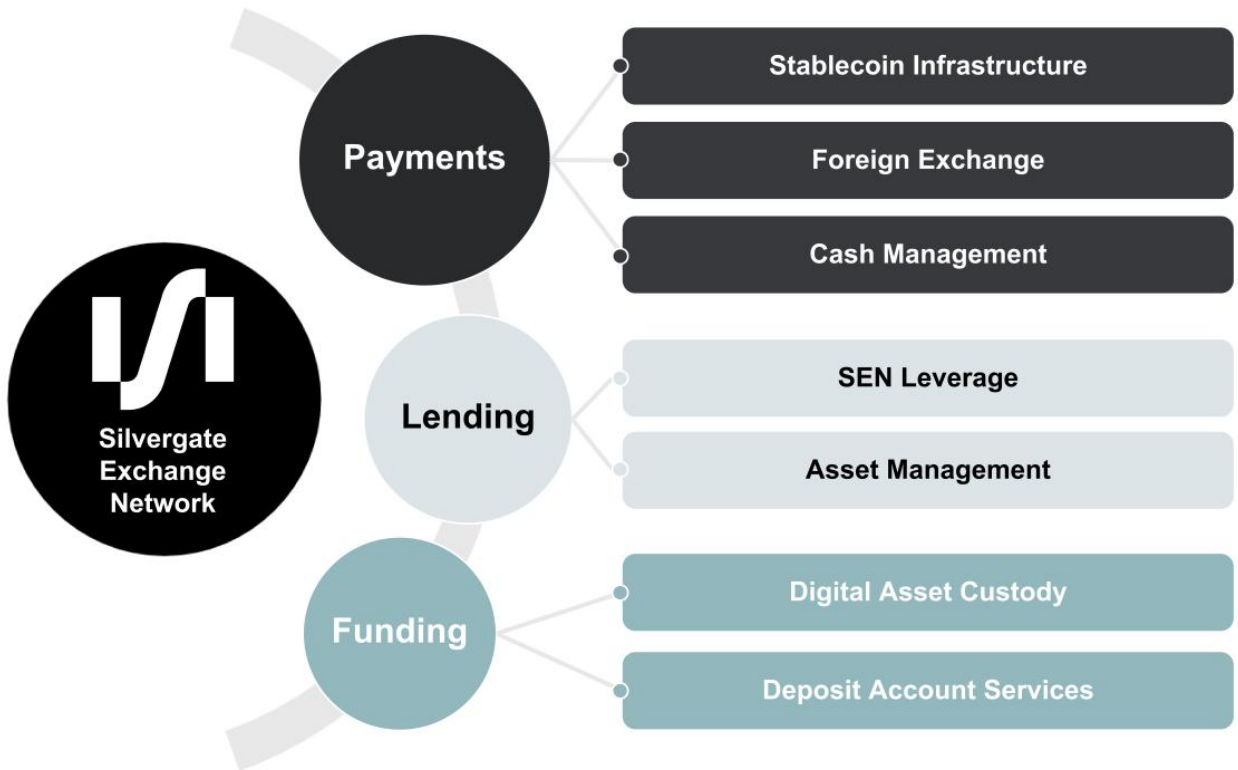 Payments
Stablecoin Infrastructure
Foreign Exchange
Cash Management
Silvergate
Exchange
Network
Lending
SEN Leverage
Asset Management
Funding
Digital Asset Custody
Deposit Account Services